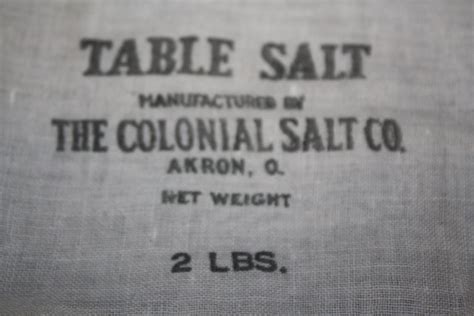 TABLE SALT
MANUFACTURED BY
THE COLONIAL SALT CO.
AKRON, O.
NET WEIGHT
2 LBS.